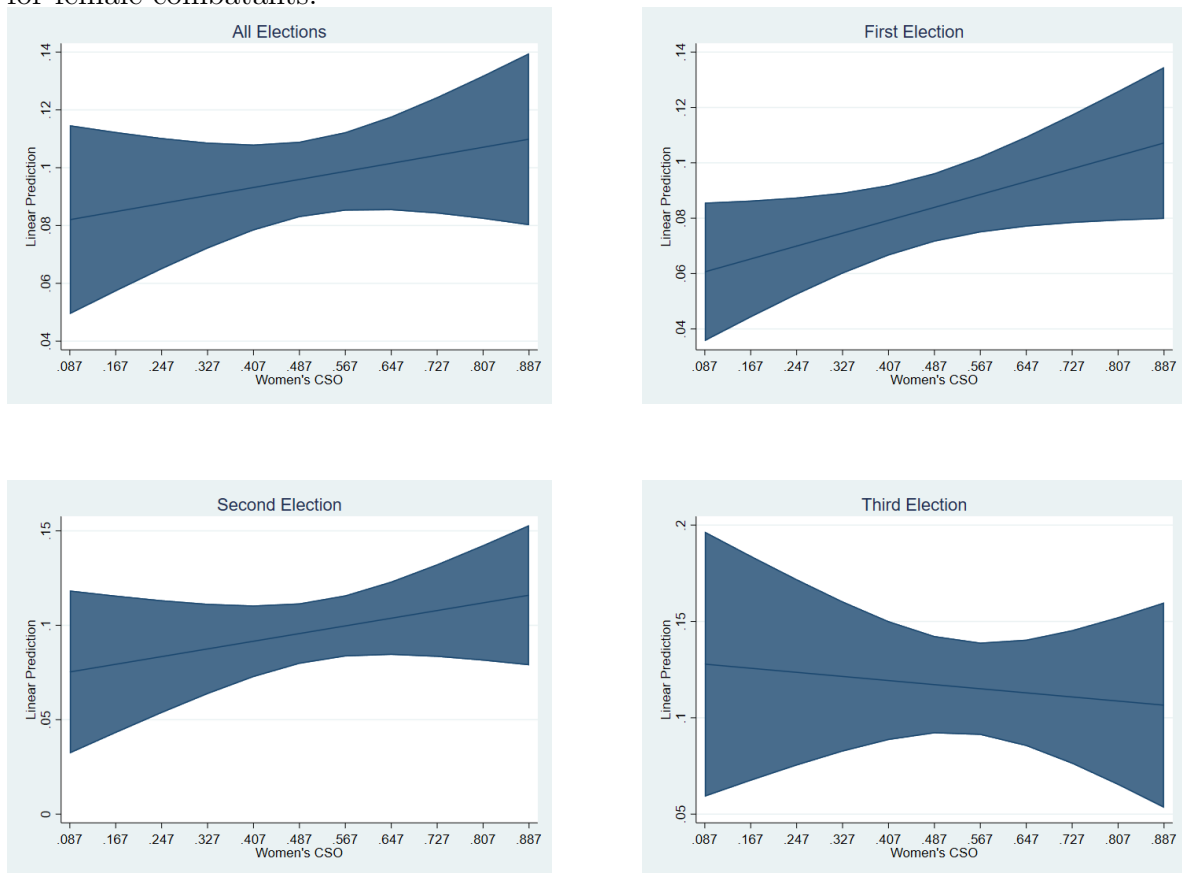 for female combatants.
All Elections
Linear Prediction
.14
.12
.1
.08
.06
.04
.087 .167 .247 .327 .407 .487 .567 .647 .727 .807 .887
Women's CSO
First Election
Linear Prediction
.14
.12
.1
.08
.06
.04
.087 .167 .247 .327 .407 .487 .567 .647 .727 .807 .887
Women's CSO
Second Election
Linear Prediction
.15
.1
.05
0
.087 .167 .247 .327 .407 .487 .567 .647 .727 .807 .887
Women's CSO
Third Election
Linear Prediction
.2
.15
.1
.05
.087 .167 .247 .327 .407 .487 .567 .647 .727 .807 .887
Women's CSO